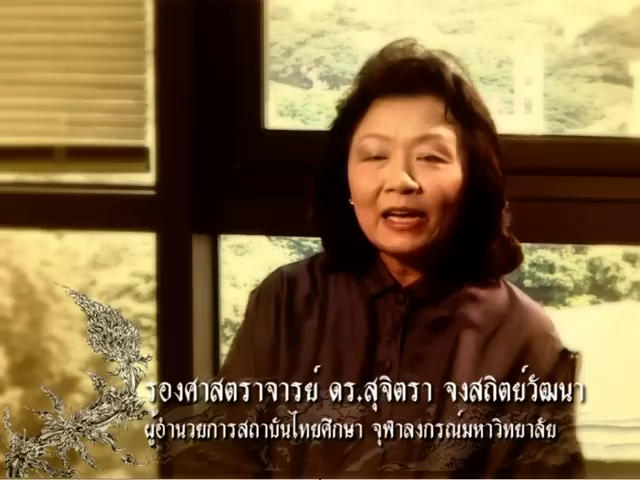 รองศาสตราจารย์ ดร.สุจิตรา จงสถิตย์วัฒนา
ผู้อำนวยการสถาบันไทยศึกษา จุฬาลงกรณ์มหาวิทยาลัย